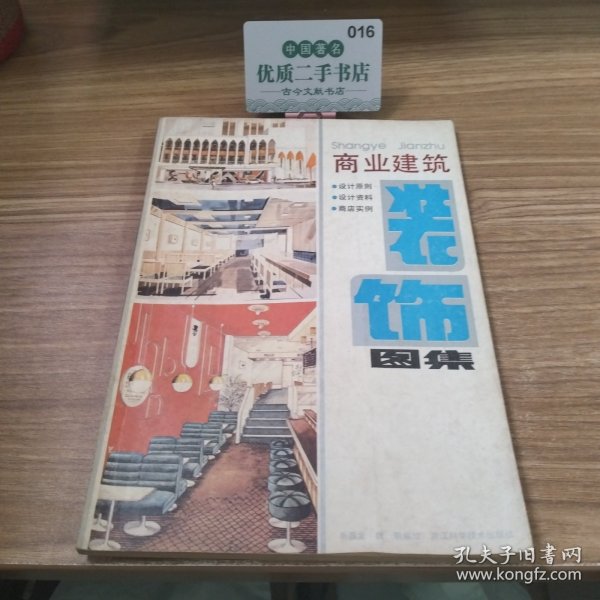 016
中国著名
优质二手书店
古今文献书店
Shangye Jianzhu
商业建筑
●设计原则
●设计资料
●商店实例
装饰
图集
孔夫子旧书网
www.kongfz.com